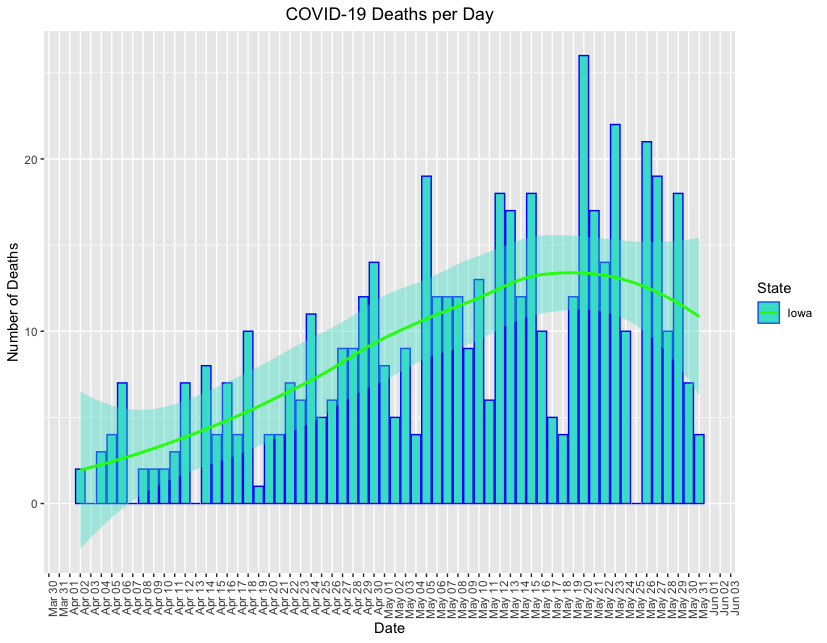 COVID-19 Deaths per Day
Number of Deaths
20
10
0
Mar 30
Mar 31
Apr 01
Apr 02
Apr 03
Apr 04
Apr 05
Apr 06
Apr 07
Apr 08
Apr 09
Apr 10
Apr 11
Apr 12
Apr 13
Apr 14
Apr 15
Apr 16
Apr 17
Apr 18
Apr 19
Apr 20
Apr 21
Apr 22
Apr 23
Apr 24
Apr 25
Apr 26
Apr 27
Apr 28
Apr 29
Apr 30
May 01
May 02
May 03
May 04
May 05
May 06
May 07
May 08
May 09
May 10
May 11
May 12
May 13
May 14
May 15
May 16
May 17
May 18
May 19
May 20
May 21
May 22
May 23
May 24
May 25
May 26
May 27
May 28
May 29
May 30
May 31
Jun 01
Jun 02
Jun 03
Date
State
Iowa